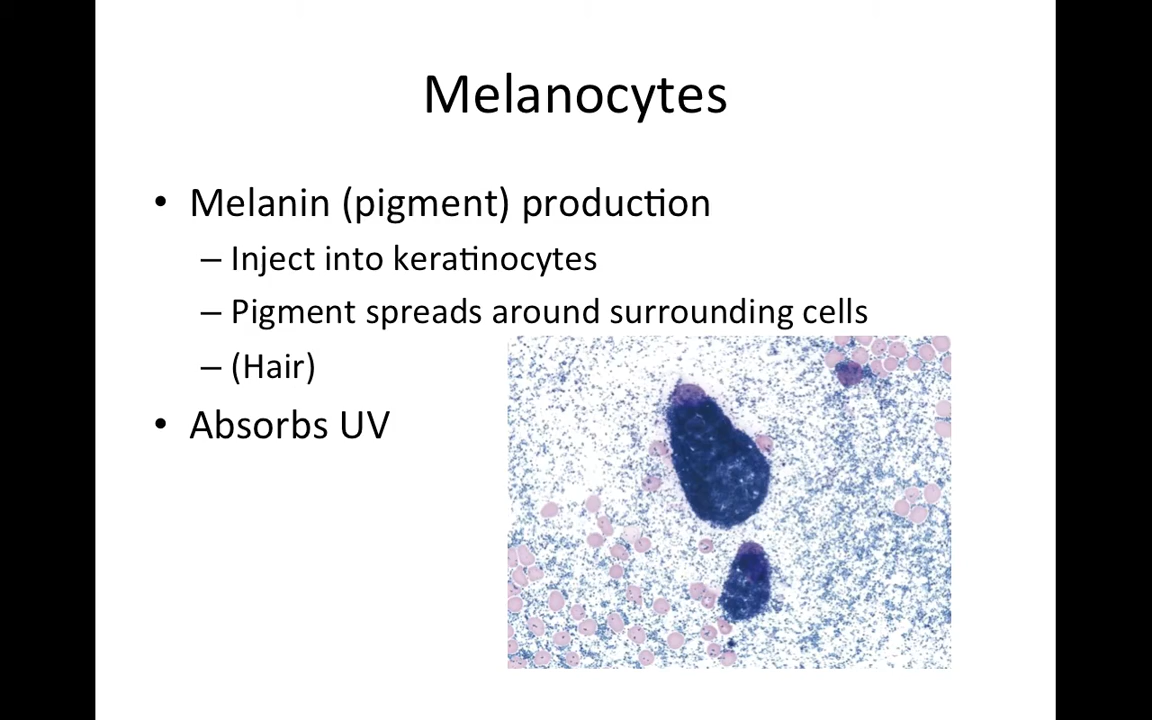 Melanocytes
• Melanin (pigment) production
– Inject into keratinocytes
– Pigment spreads around surrounding cells
– (Hair)
• Absorbs UV